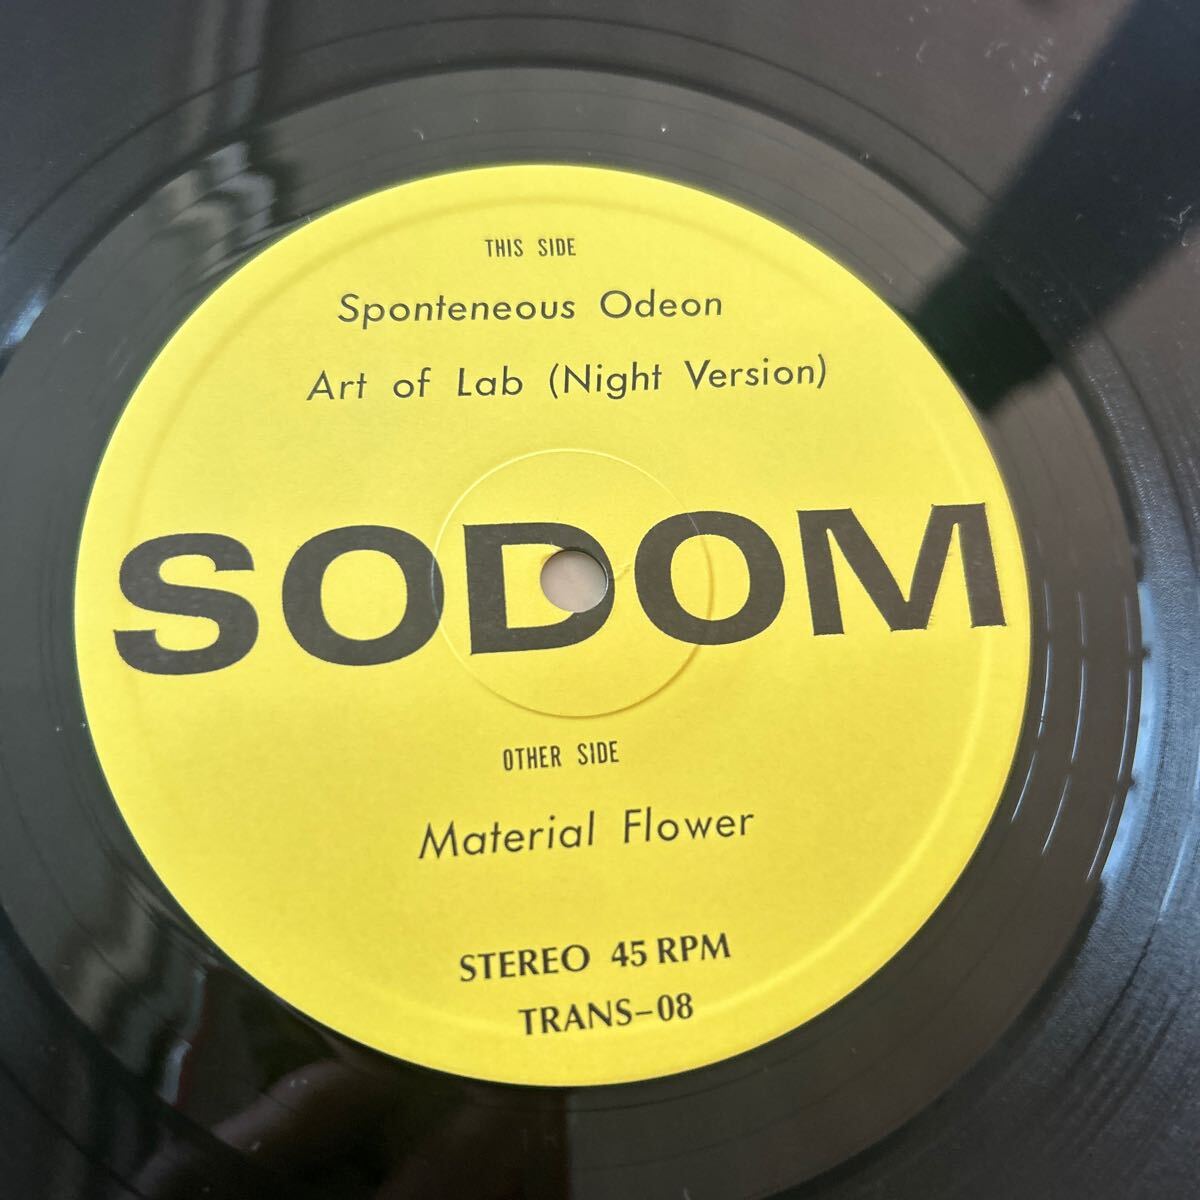 THIS SIDE
Sponteneous Odeon
Art of Lab (Night Version)
SODOM
OTHER SIDE
Material Flower
STEREO 45 RPM
TRANS-08